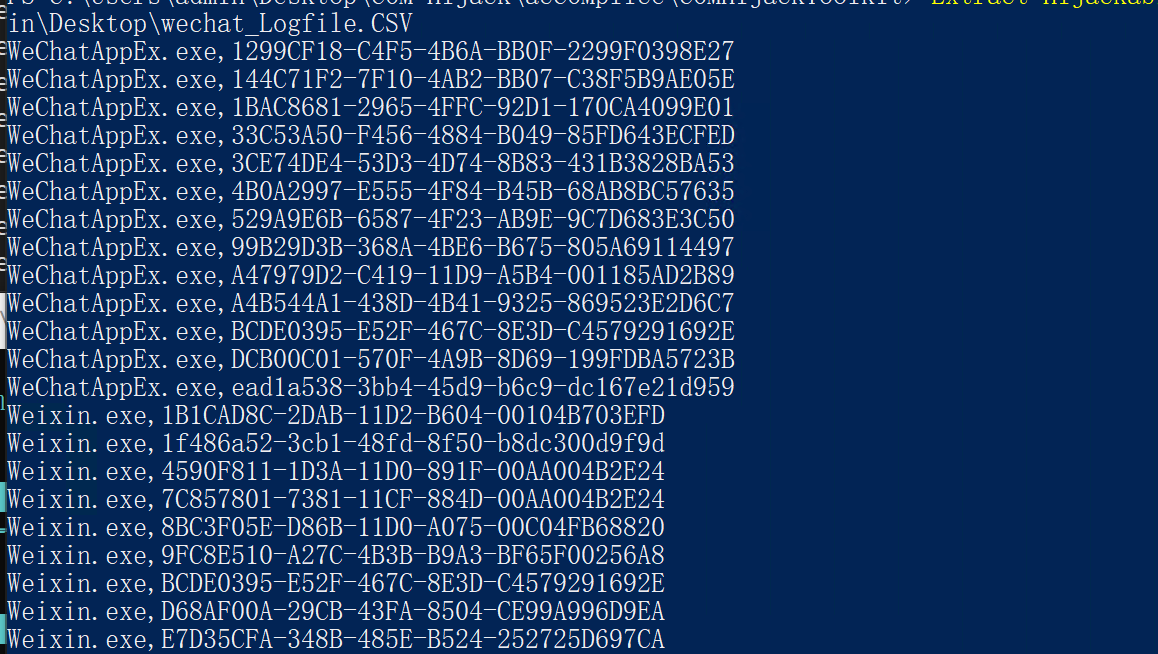 in\Desktop\wechat_Logfile.CSV
WeChatAppEx.exe,1299CF18-C4F5-4B6A-BB0F-2299F0398E27
WeChatAppEx.exe,144C71F2-7F10-4AB2-BB07-C38F5B9AE05E
WeChatAppEx.exe,1BAC8681-2965-4FFC-92D1-170CA4099E01
WeChatAppEx.exe,33C53A50-F456-4884-B049-85FD643ECFED
WeChatAppEx.exe,3CE74DE4-53D3-4D74-8B83-431B3828BA53
WeChatAppEx.exe,4B0A2997-E555-4F84-B45B-68AB8BC57635
WeChatAppEx.exe,529A9E6B-6587-4F23-AB9E-9C7D683E3C50
WeChatAppEx.exe,99B29D3B-368A-4BE6-B675-805A69114497
WeChatAppEx.exe,A47979D2-C419-11D9-A5B4-001185AD2B89
WeChatAppEx.exe,A4B544A1-438D-4B41-9325-869523E2D6C7
WeChatAppEx.exe,BCDE0395-E52F-467C-8E3D-C4579291692E
WeChatAppEx.exe,DCB00C01-570F-4A9B-8D69-199FDBA5723B
WeChatAppEx.exe,ead1a538-3bb4-45d9-b6c9-dc167e21d959
Weixin.exe,1B1CAD8C-2DAB-11D2-B604-00104B703EFD
Weixin.exe,1f486a52-3cb1-48fd-8f50-b8dc300d9f9d
Weixin.exe,4590F811-1D3A-11D0-891F-00AA004B2E24
Weixin.exe,7C857801-7381-11CF-884D-00AA004B2E24
Weixin.exe,8BC3F05E-D86B-11D0-A075-00C04FB68820
Weixin.exe,9FC8E510-A27C-4B3B-B9A3-BF65F00256A8
Weixin.exe,BCDE0395-E52F-467C-8E3D-C4579291692E
Weixin.exe,D68AF00A-29CB-43FA-8504-CE99A996D9EA
Weixin.exe,E7D35CFA-348B-485E-B524-252725D697CA